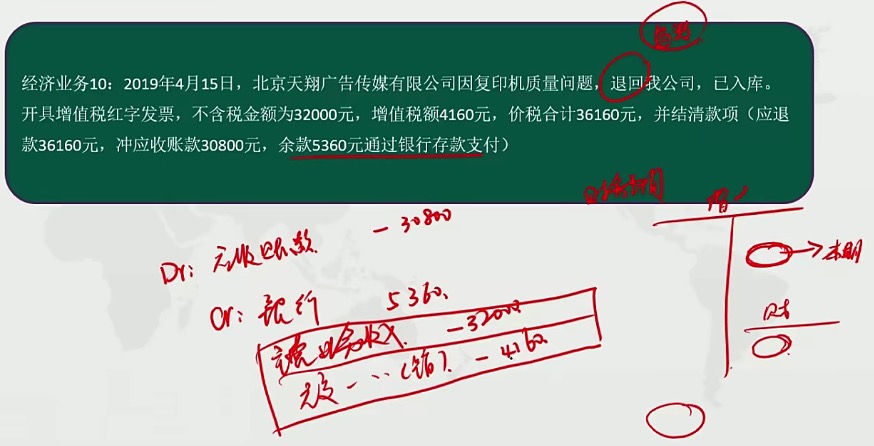 经济业务10：2019年4月15日，北京天翔广告传媒有限公司因复印机质量问题，退回我公司，已入库。
开具增值税红字发票，不含税金额为32000元，增值税额4160元，价税合计36160元，并结清款项（应退
款36160元，冲应收账款30800元，余款5360元通过银行存款支付）
Dr: 应收账款 -30800
Cr: 银行 5360
主营业务收入 -32000
应交 - ··· (销) -4160